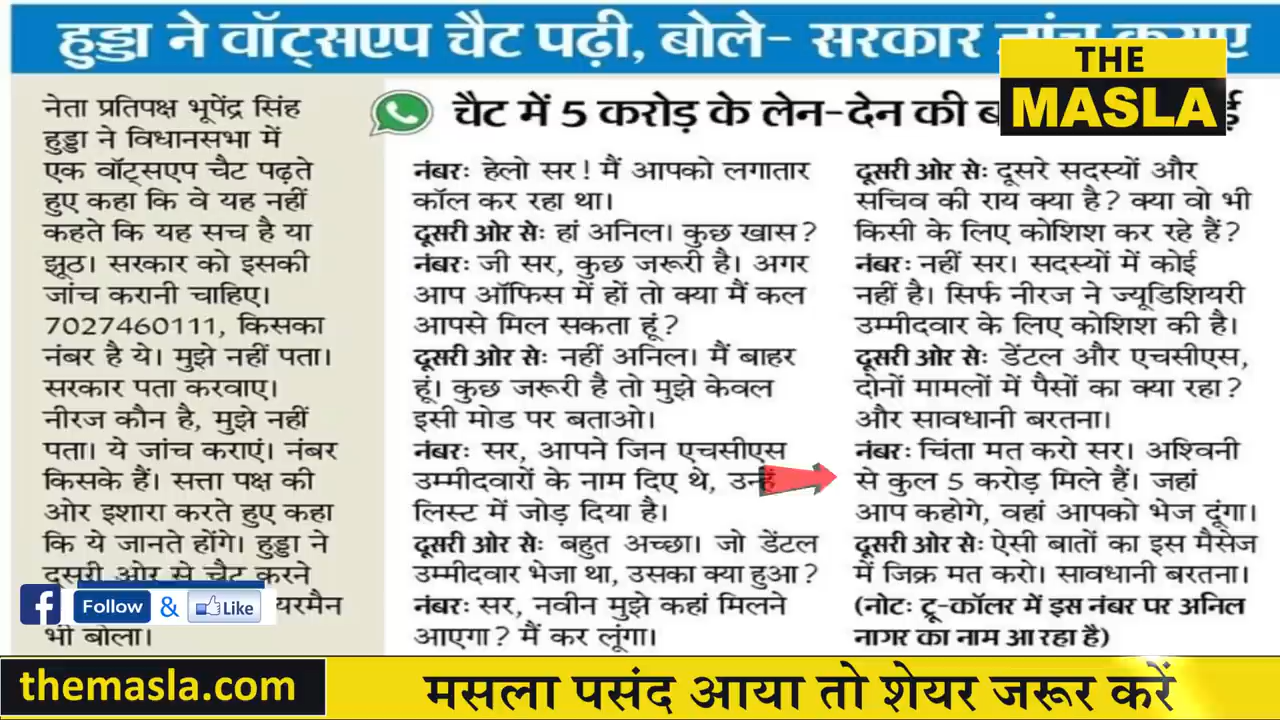 हुड्डा ने वॉट्सएप चैट पढ़ी, बोले- सरकार जांच कराए
THE
MASLA
नेता प्रतिपक्ष भूपेंद्र सिंह
हुड्डा ने विधानसभा में
एक वॉट्सएप चैट पढ़ते
हुए कहा कि वे यह नहीं
कहते कि यह सच है या
झूठ। सरकार को इसकी
जांच करानी चाहिए।
7027460111, किसका
नंबर है ये। मुझे नहीं पता।
सरकार पता करवाए।
नीरज कौन है, मुझे नहीं
पता। ये जांच कराएं। नंबर
किसके हैं। सत्ता पक्ष की
ओर इशारा करते हुए कहा
कि ये जानते होंगे। हुड्डा ने
दूसरी ओर से चैट करने
भी बोला।
चैट में 5 करोड़ के लेन-देन की
नंबर: हेलो सर! मैं आपको लगातार
कॉल कर रहा था।
दूसरी ओर से: हां अनिल। कुछ खास?
नंबर: जी सर, कुछ जरूरी है। अगर
आप ऑफिस में हों तो क्या मैं कल
आपसे मिल सकता हूं?
दूसरी ओर से: नहीं अनिल। मैं बाहर
हूं। कुछ जरूरी है तो मुझे केवल
इसी मोड पर बताओ।
नंबर: सर, आपने जिन एचसीएस
उम्मीदवारों के नाम दिए थे, उन्हें
लिस्ट में जोड़ दिया है।
दूसरी ओर से: बहुत अच्छा। जो डेंटल
उम्मीदवार भेजा था, उसका क्या हुआ?
नंबर: सर, नवीन मुझे कहां मिलने
आएगा? मैं कर लूंगा।
दूसरी ओर से: दूसरे सदस्यों और
सचिव की राय क्या है? क्या वो भी
किसी के लिए कोशिश कर रहे हैं?
नंबर: नहीं सर। सदस्यों में कोई
नहीं है। सिर्फ नीरज ने ज्यूडिशियरी
उम्मीदवार के लिए कोशिश की है।
दूसरी ओर से: डेंटल और एचसीएस,
दोनों मामलों में पैसों का क्या रहा?
और सावधानी बरतना।
नंबर: चिंता मत करो सर। अश्विनी
से कुल 5 करोड़ मिले हैं। जहां
आप कहोगे, वहां आपको भेज दूंगा।
दूसरी ओर से: ऐसी बातों का इस मैसेज
में जिक्र मत करो। सावधानी बरतना।
(नोट: ट्रू-कॉलर में इस नंबर पर अनिल
नागर का नाम आ रहा है)
Follow & Like
themasla.com
मसला पसंद आया तो शेयर जरूर करें